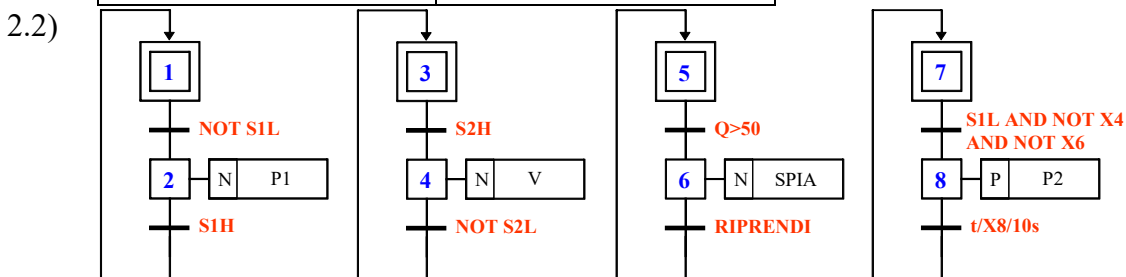 2.2)
1
3
5
7
NOT S1L
S2H
Q>50
S1L AND NOT X4
AND NOT X6
2
N
P1
4
N
V
6
N
SPIA
8
P
P2
S1H
NOT S2L
RIPRENDI
t/X8/10s